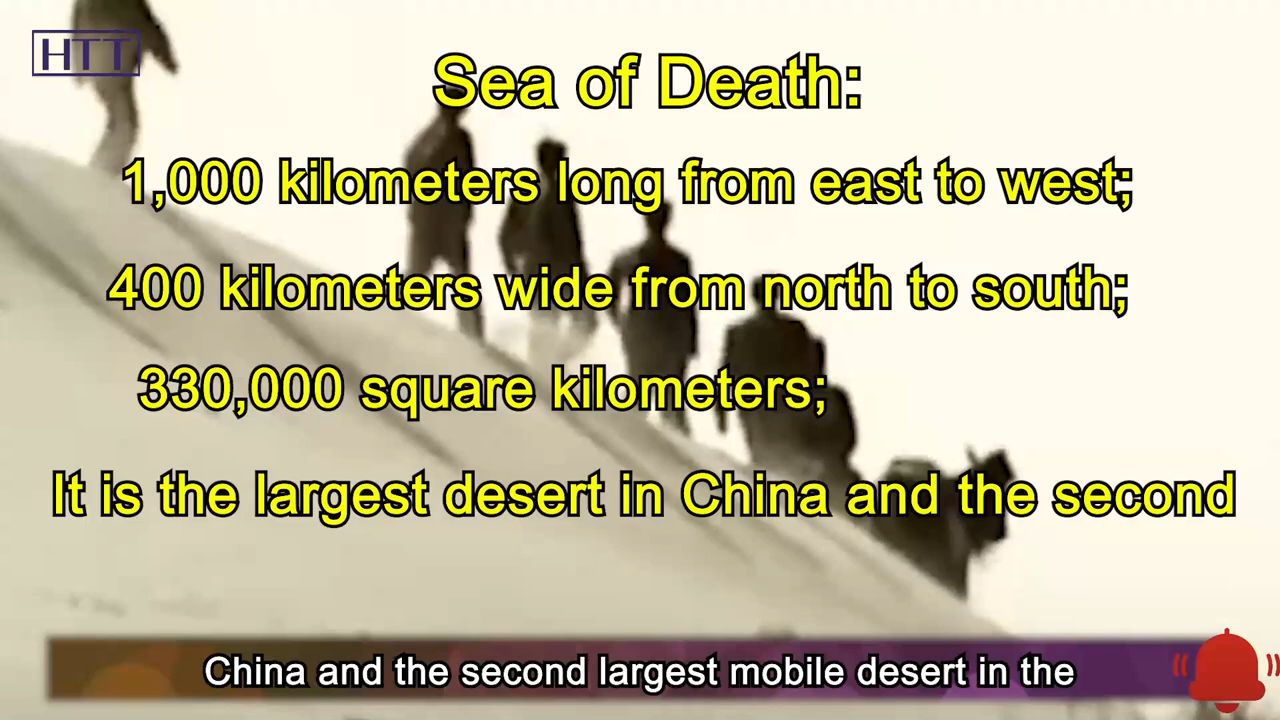 HTT
Sea of Death:
1,000 kilometers long from east to west;
400 kilometers wide from north to south;
330,000 square kilometers;
It is the largest desert in China and the second
China and the second largest mobile desert in the